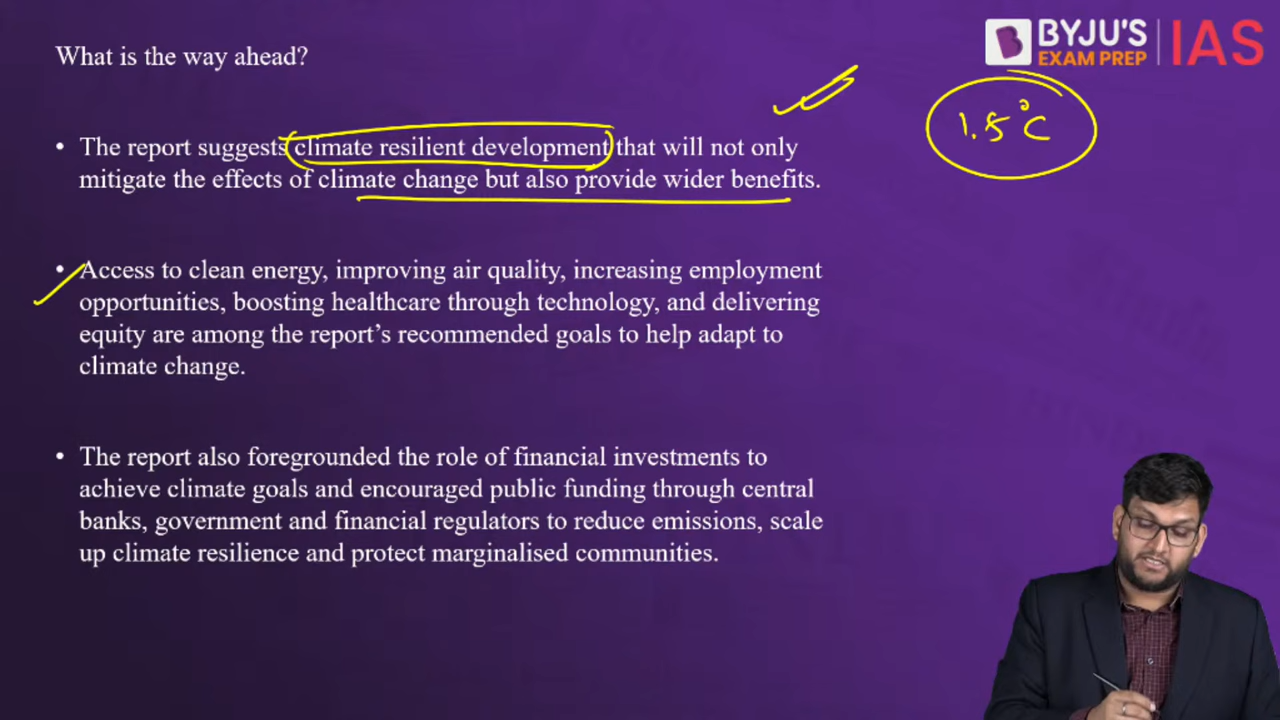 What is the way ahead?
BYJU'S
EXAM PREP
IAS
1.5°C
• The report suggests climate resilient development that will not only
mitigate the effects of climate change but also provide wider benefits.
• Access to clean energy, improving air quality, increasing employment
opportunities, boosting healthcare through technology, and delivering
equity are among the report's recommended goals to help adapt to
climate change.
• The report also foregrounded the role of financial investments to
achieve climate goals and encouraged public funding through central
banks, government and financial regulators to reduce emissions, scale
up climate resilience and protect marginalised communities.